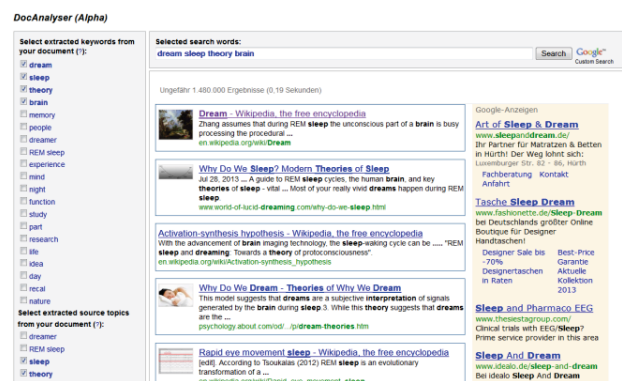 DocAnalyser (Alpha)
Select extracted keywords from
your document (?):
dream
sleep
theory
brain
memory
people
dreamer
REM sleep
experience
mind
night
function
study
part
research
life
idea
day
recal
nature
Select extracted source topics
from your document (?):
dreamer
REM sleep
sleep
theory
Selected search words:
dream sleep theory brain
Search
Google™
Custom Search
Ungefähr 1.480.000 Ergebnisse (0,19 Sekunden)
Dream - Wikipedia, the free encyclopedia
Zhang assumes that during REM sleep the unconscious part of a brain is busy
processing the procedural ...
en.wikipedia.org/wiki/Dream
Why Do We Sleep? Modern Theories of Sleep
Jul 28, 2013 ... A guide to REM sleep cycles, the human brain, and key
theories of sleep - vital ... Most of your really vivid dreams happen during REM
sleep.
www.world-of-lucid-dreaming.com/why-do-we-sleep.html
Activation-synthesis hypothesis - Wikipedia, the free encyclopedia
With the advancement of brain imaging technology, the sleep-waking cycle can be ..... "REM
sleep and dreaming: Towards a theory of protoconsciousness".
en.wikipedia.org/wiki/Activation-synthesis_hypothesis
Why Do We Dream - Theories of Why We Dream
This model suggests that dreams are a subjective interpretation of signals
generated by the brain during sleep.3. While this theory suggests that dreams
are the ...
psychology.about.com/od/.../p/dream-theories.htm
Rapid eye movement sleep - Wikipedia, the free encyclopedia
[edit]. According to Tsoukalas (2012) REM sleep is an evolutionary
transformation of a ...
en.wikipedia.org/wiki/Rapid_eye_movement_sleep
Google-Anzeigen
Art of Sleep & Dream
www.sleepanddream.de/
Ihr Partner für Matratzen & Betten
in Hürth! Der Weg lohnt sich:
Luxemburger Str. 82 - 86, Hürth
Fachberatung Kontakt
Anfahrt
Tasche Sleep Dream
www.fashionette.de/Sleep-Dream
bei Deutschlands größter Online
Boutique für Designer
Handtaschen!
Designer Sale bis Best-Price
-70% Garantie
Designertaschen Aktuelle
in Raten Kollektion
2013
Sleep and Pharmaco EEG
www.thesiestagroup.com/
Clinical trials with EEG/Sleep?
Prime service provider in this area
Sleep And Dream
www.idealo.de/sleep-and-dream
Bei idealo Sleep And Dream